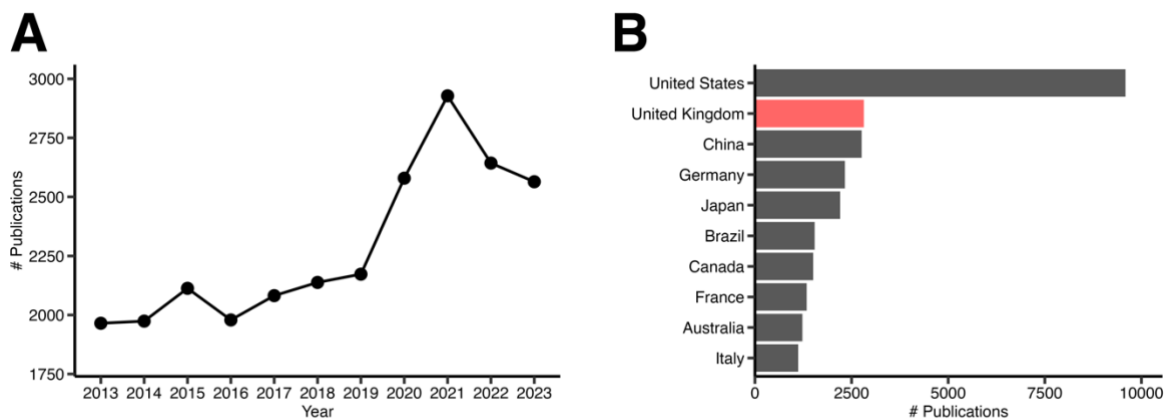 A
# Publications
3000
2750
2500
2250
2000
1750
2013 2014 2015 2016 2017 2018 2019 2020 2021 2022 2023
Year
B
United States
United Kingdom
China
Germany
Japan
Brazil
Canada
France
Australia
Italy
0 2500 5000 7500 10000
# Publications